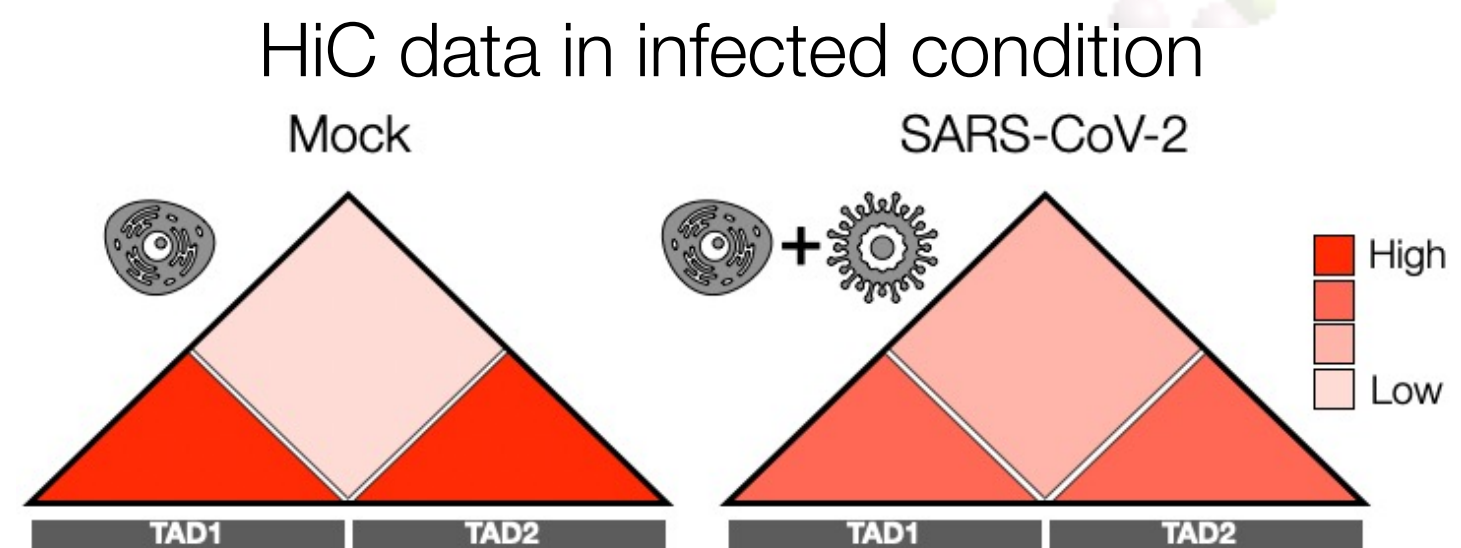 HiC data in infected condition
Mock
SARS-CoV-2
+
High
Low
TAD1
TAD2
TAD1
TAD2